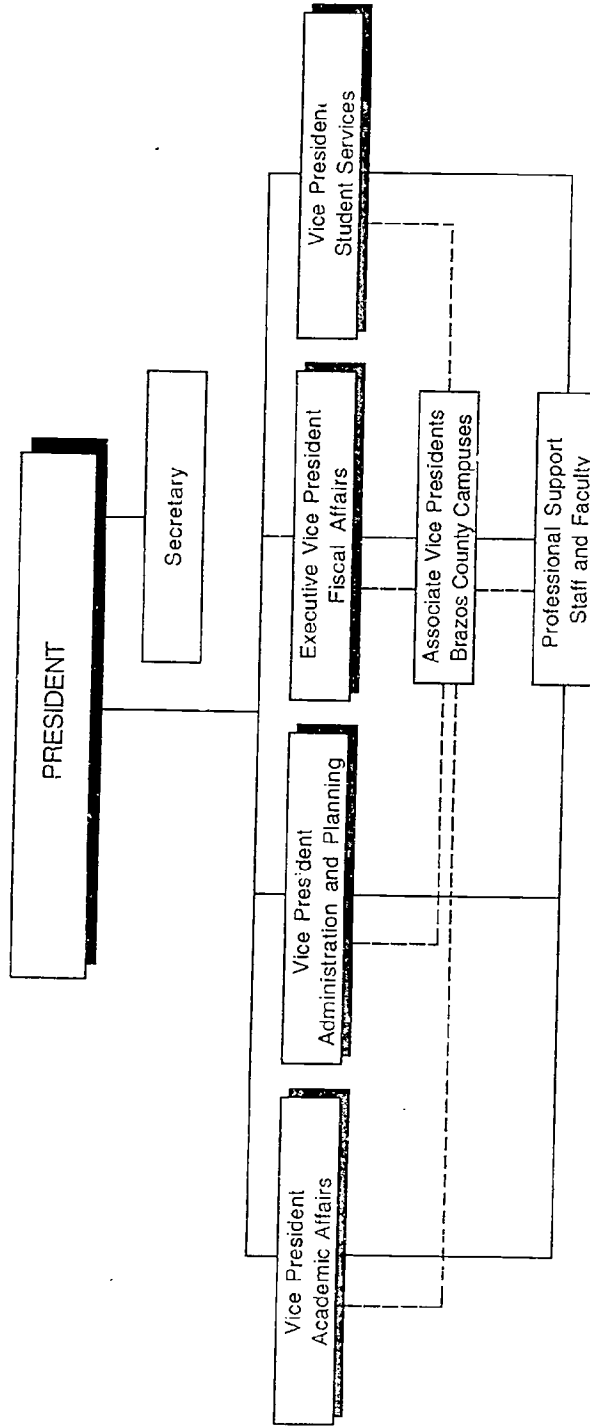 PRESIDENT
Secretary
Vice President
Academic Affairs
Vice President
Administration and Planning
Executive Vice President
Fiscal Affairs
Vice President
Student Services
Associate Vice Presidents
Brazos County Campuses
Professional Support
Staff and Faculty